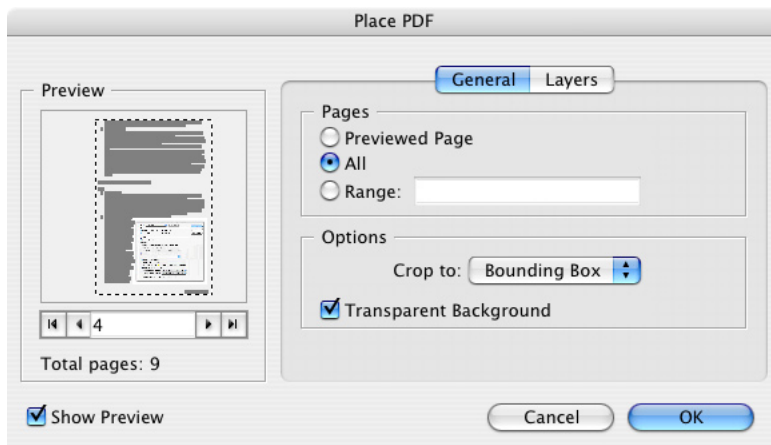 Place PDF
Preview
4
Total pages: 9
Show Preview
General Layers
Pages
Previewed Page
All
Range:
Options
Crop to: Bounding Box
Transparent Background
Cancel OK